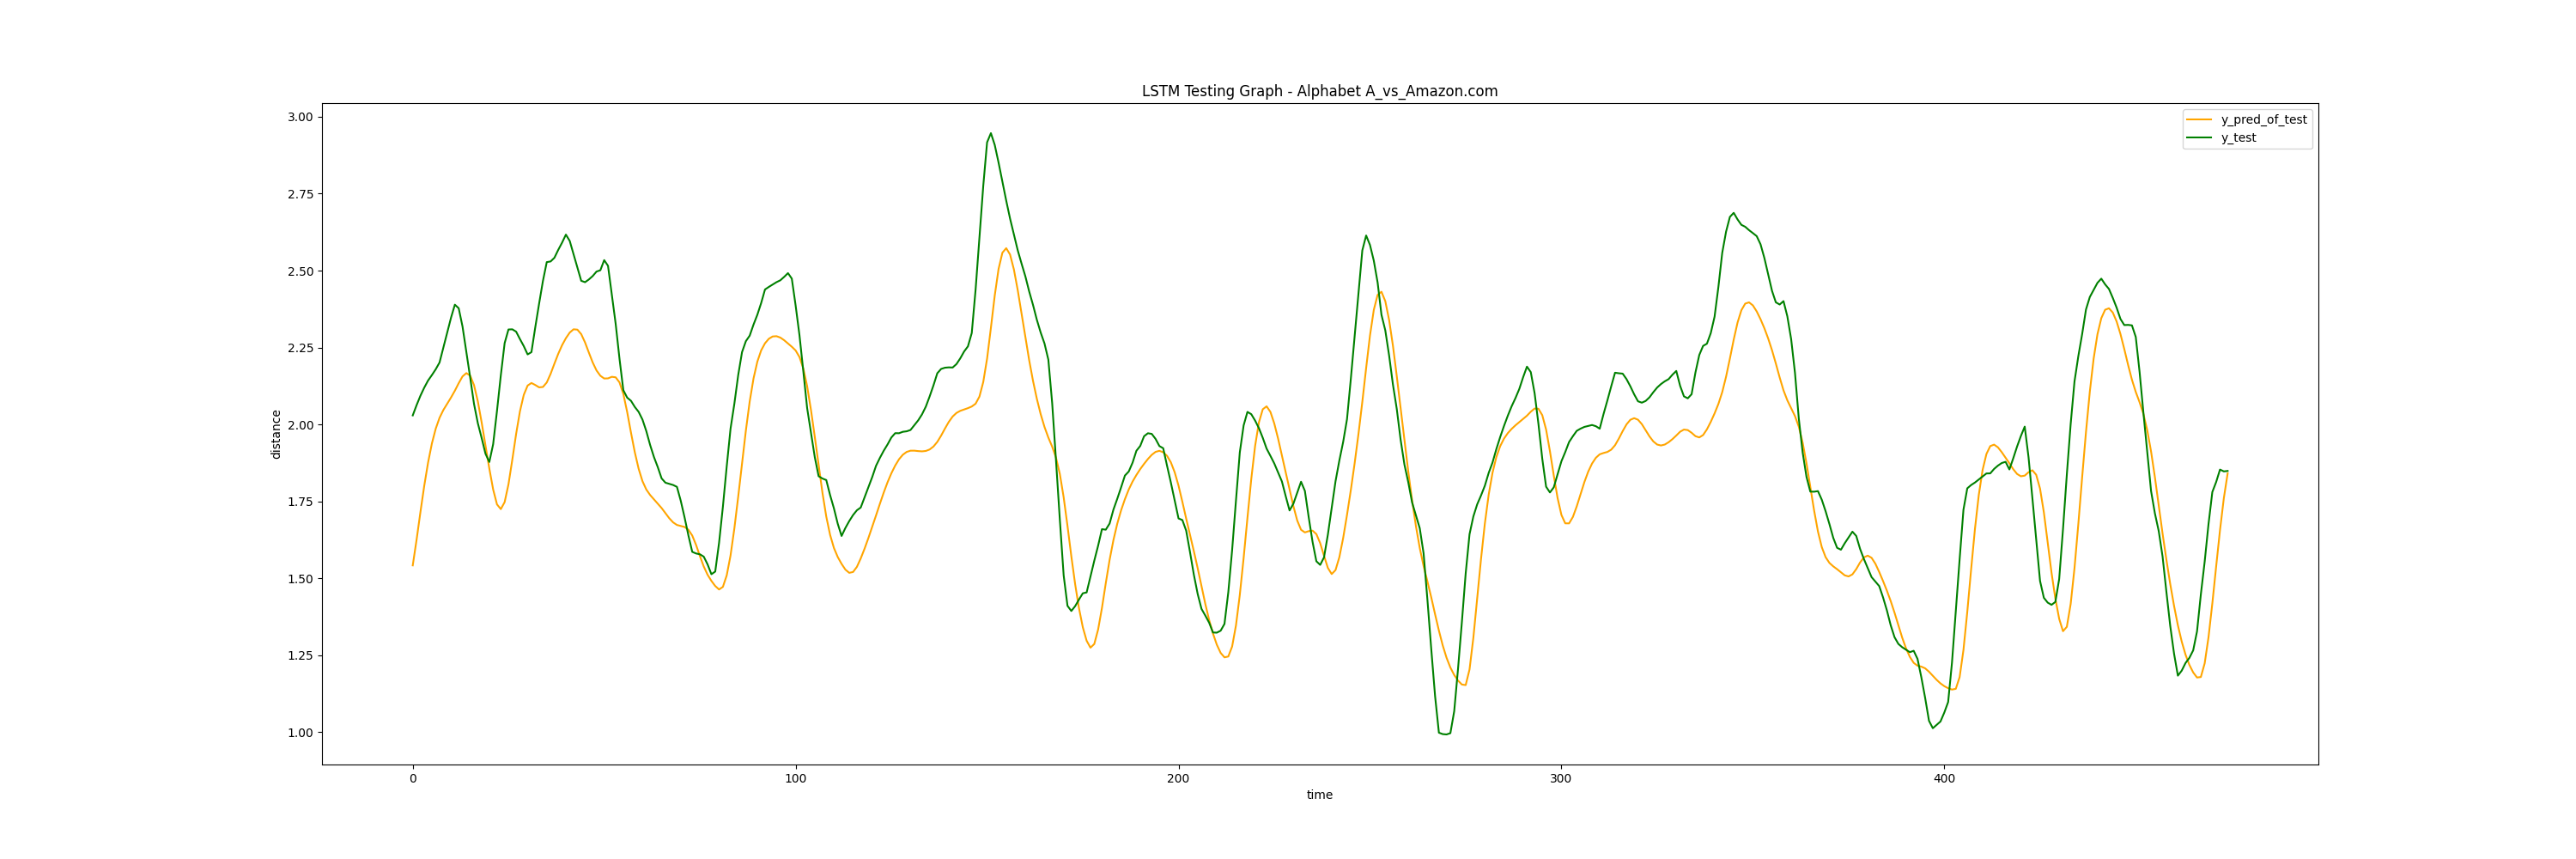 LSTM Testing Graph - Alphabet A_vs_Amazon.com
y_pred_of_test
y_test
3.00
2.75
2.50
2.25
2.00
1.75
1.50
1.25
1.00
distance
0 100 200 300 400
time